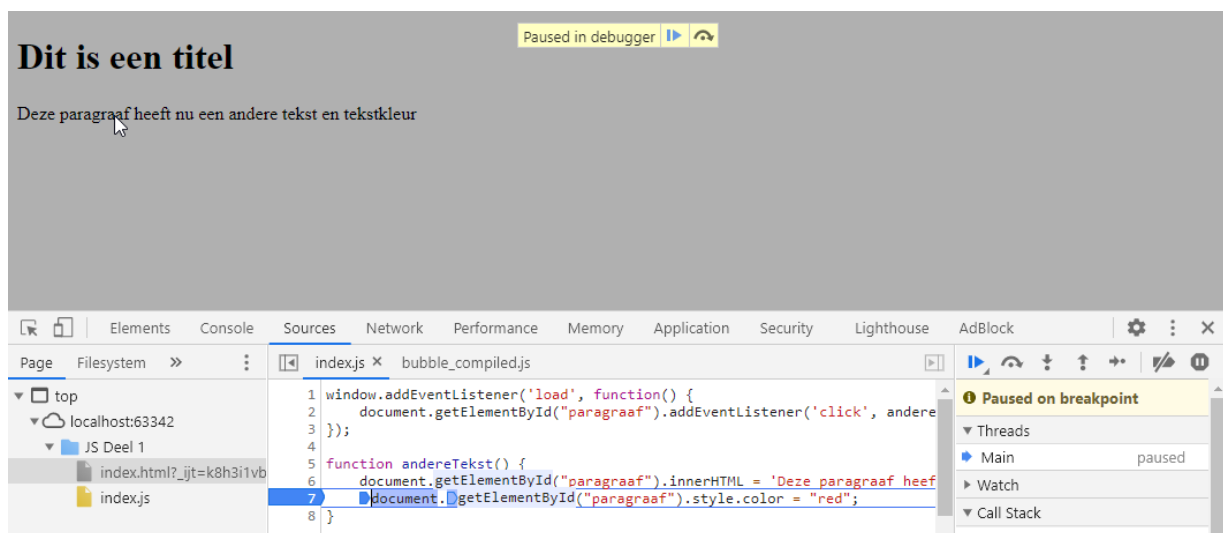 Paused in debugger
Dit is een titel
Deze paragraaf heeft nu een andere tekst en tekstkleur
Elements Console Sources Network Performance Memory Application Security Lighthouse AdBlock
Page Filesystem »
index.js × bubble_compiled.js
top
localhost:63342
JS Deel 1
index.html?_ijt=k8h3i1vb
index.js
1 window.addEventListener('load', function() {
2 document.getElementById("paragraaf").addEventListener('click', andere
3 });
4
5 function andereTekst() {
6 document.getElementById("paragraaf").innerHTML = 'Deze paragraaf heef
7 document.getElementById("paragraaf").style.color = "red";
8 }
Paused on breakpoint
Threads
Main paused
Watch
Call Stack